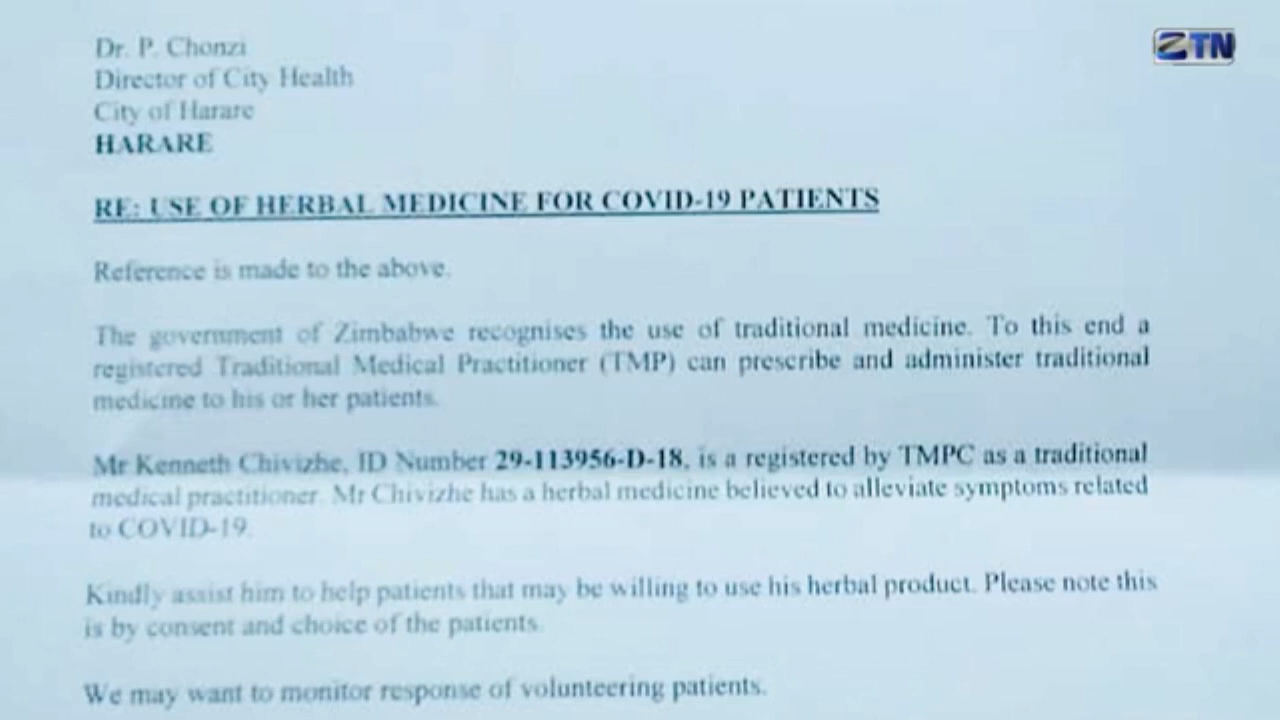 ZTN
Dr. P. Chonzi
Director of City Health
City of Harare
HARARE
RE: USE OF HERBAL MEDICINE FOR COVID-19 PATIENTS
Reference is made to the above.
The government of Zimbabwe recognises the use of traditional medicine. To this end a
registered Traditional Medical Practitioner (TMP) can prescribe and administer traditional
medicine to his or her patients.
Mr Kenneth Chivizhe, ID Number 29-113956-D-18, is a registered by TMPC as a traditional
medical practitioner. Mr Chivizhe has a herbal medicine believed to alleviate symptoms related
to COVID-19.
Kindly assist him to help patients that may be willing to use his herbal product. Please note this
is by consent and choice of the patients.
We may want to monitor response of volunteering patients.